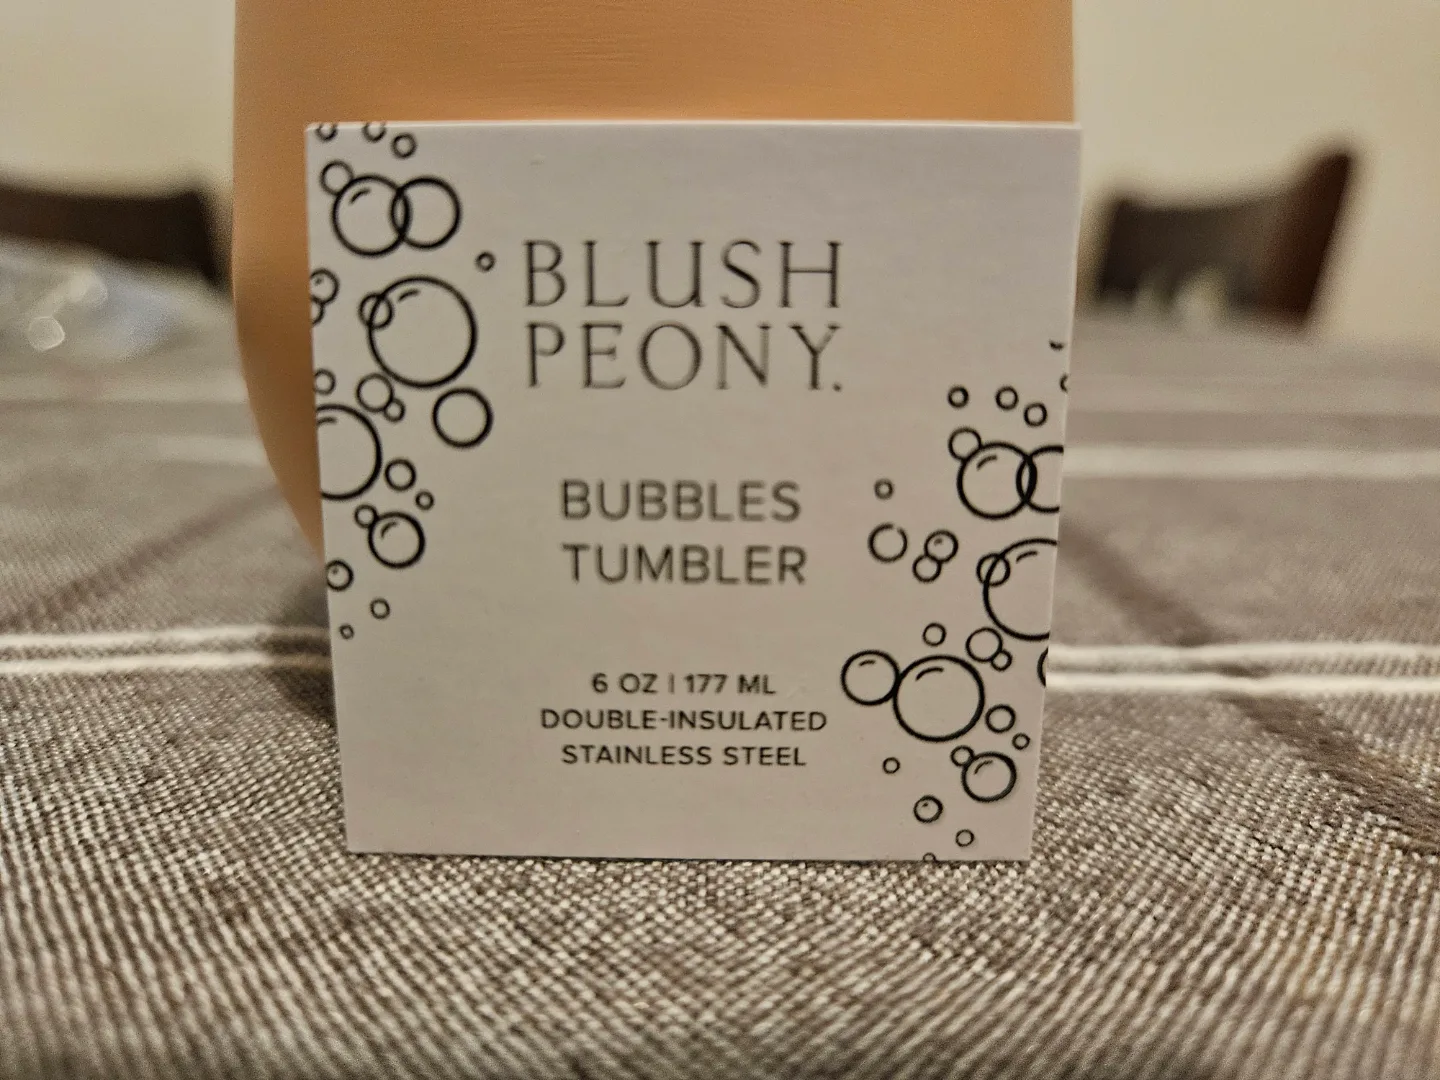 BLUSH
PEONY.
BUBBLES
TUMBLER
6 OZ | 177 ML
DOUBLE-INSULATED
STAINLESS STEEL